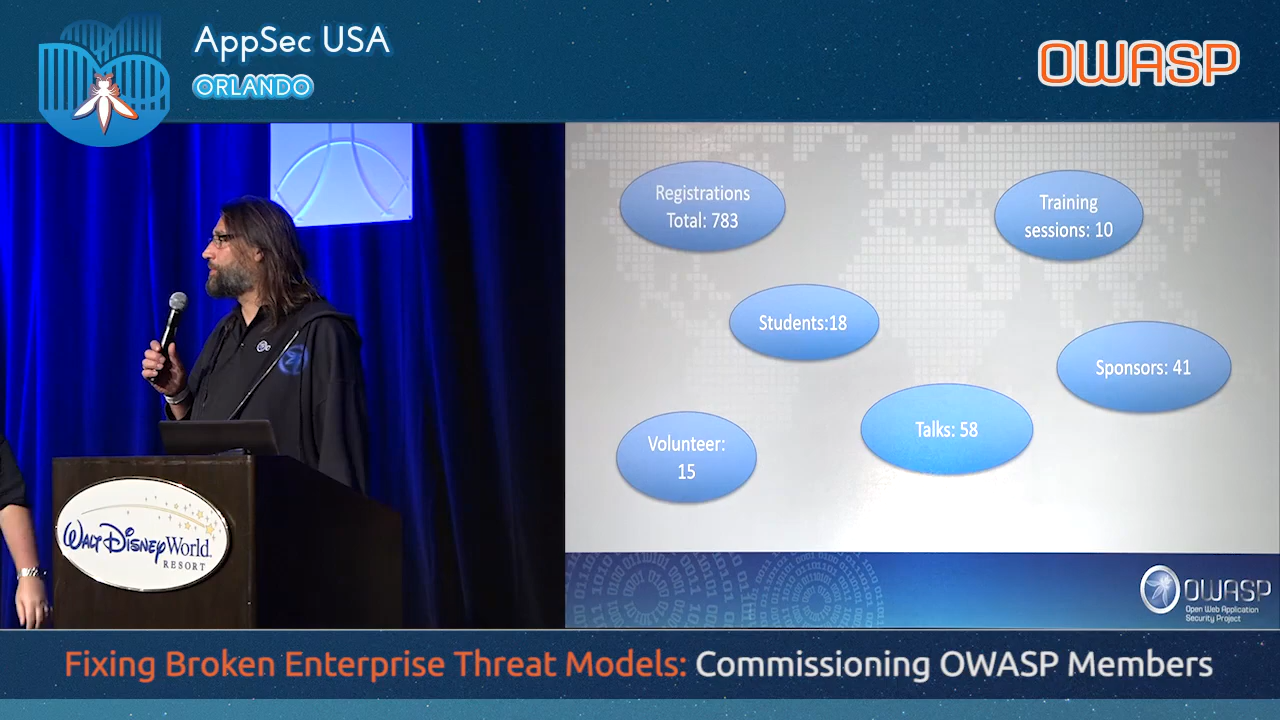 AppSec USA
ORLANDO
OWASP
Registrations
Total: 783
Training
sessions: 10
Students:18
Sponsors: 41
Talks: 58
Volunteer:
15
WALT DISNEY World.
RESORT
OWASP
Open Web Application
Security Project
Fixing Broken Enterprise Threat Models: Commissioning OWASP Members